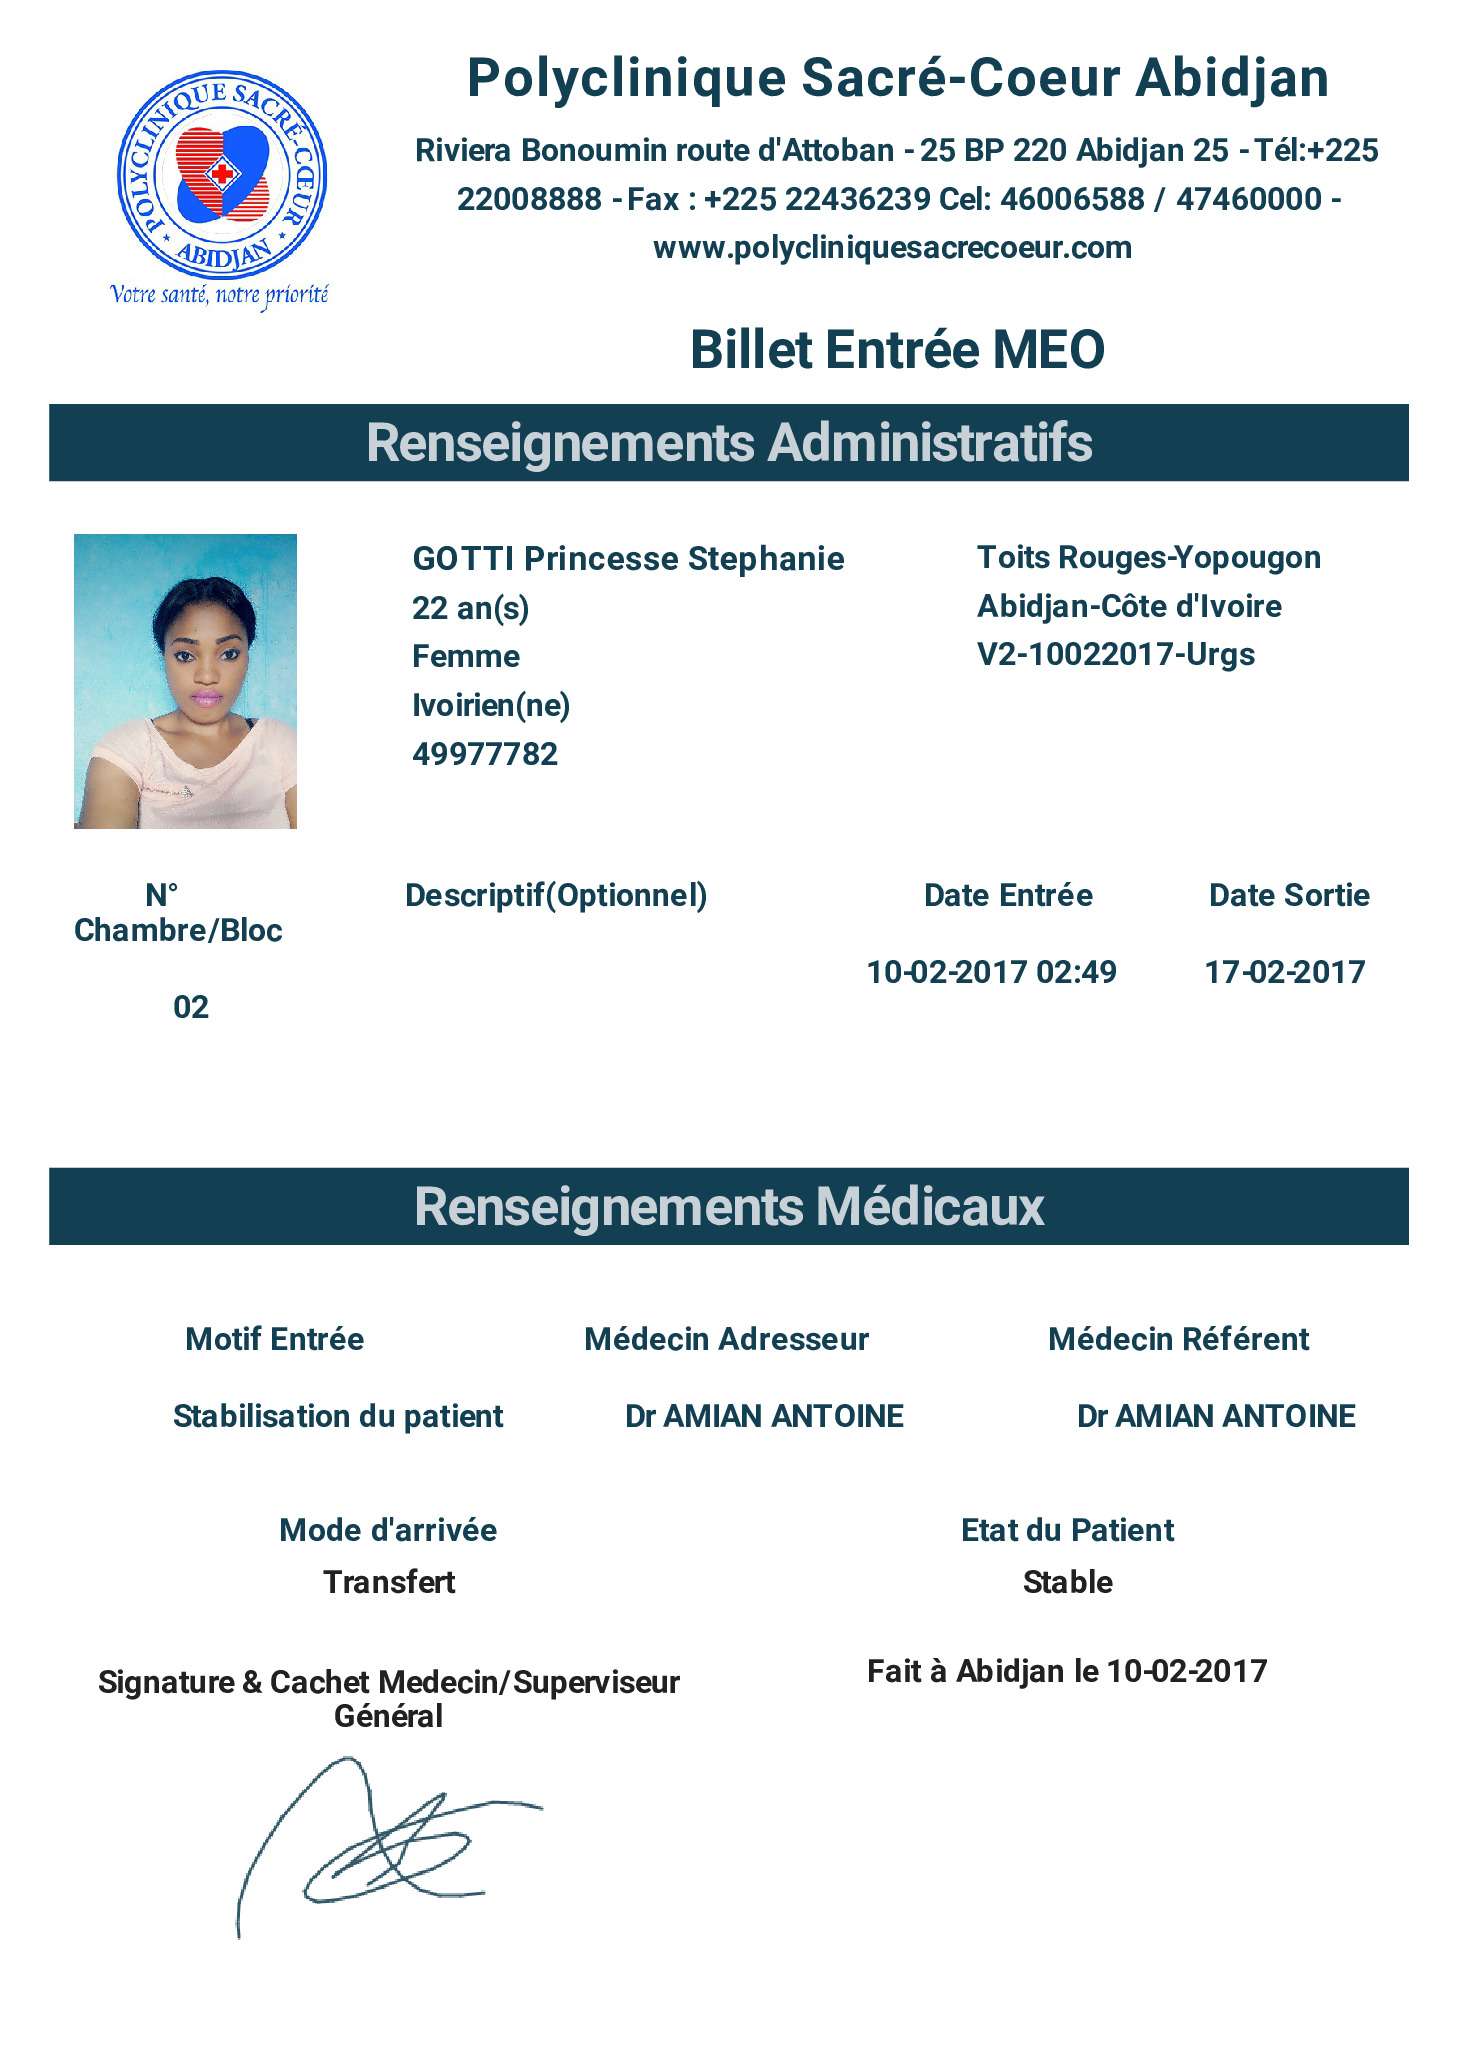 POLYCLINIQUE SACRÉ-CŒUR
ABIDJAN
Votre santé, notre priorité
Polyclinique Sacré-Coeur Abidjan
Riviera Bonoumin route d'Attoban - 25 BP 220 Abidjan 25 - Tél:+225
22008888 - Fax : +225 22436239 Cel: 46006588 / 47460000 -
www.polycliniquesacrecoeur.com
Billet Entrée MEO
Renseignements Administratifs
GOTTI Princesse Stephanie
22 an(s)
Femme
Ivoirien(ne)
49977782
Toits Rouges-Yopougon
Abidjan-Côte d'Ivoire
V2-10022017-Urgs
N°
Chambre/Bloc
Descriptif(Optionnel)
Date Entrée
Date Sortie
02
10-02-2017 02:49
17-02-2017
Renseignements Médicaux
Motif Entrée
Médecin Adresseur
Médecin Référent
Stabilisation du patient
Dr AMIAN ANTOINE
Dr AMIAN ANTOINE
Mode d'arrivée
Etat du Patient
Transfert
Stable
Signature & Cachet Medecin/Superviseur
Général
Fait à Abidjan le 10-02-2017